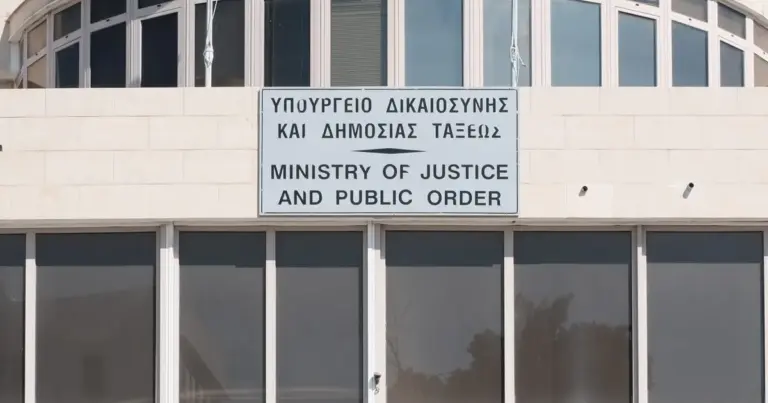 ΥΠΟΥΡΓΕΙΟ ΔΙΚΑΙΟΣΥΝΗΣ
ΚΑΙ ΔΗΜΟΣΙΑΣ ΤΑΞΕΩΣ
MINISTRY OF JUSTICE
AND PUBLIC ORDER